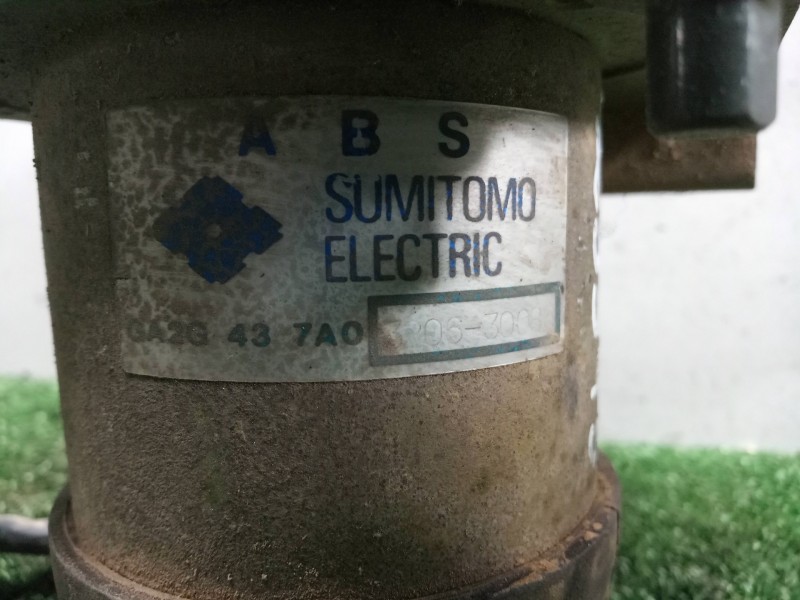 A B S
SUMITOMO
ELECTRIC
GA2G 43 7A0